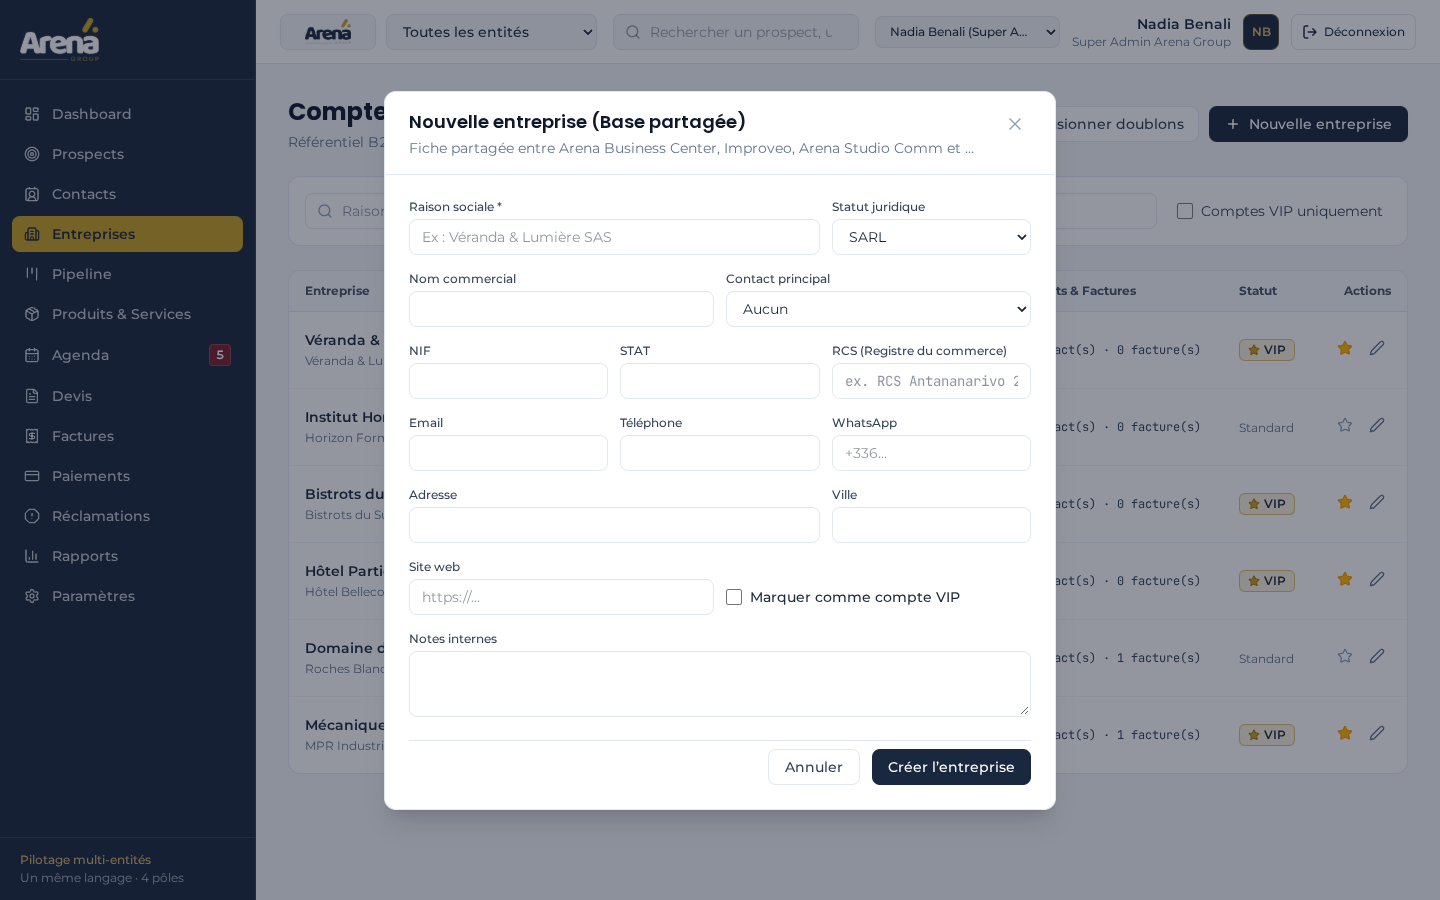 Arena
GROUP
Dashboard
Prospects
Contacts
Entreprises
Pipeline
Produits & Services
Agenda
5
Devis
Factures
Paiements
Réclamations
Rapports
Paramètres
Pilotage multi-entités
Un même langage · 4 pôles
Arena
Toutes les entités
Rechercher un prospect, u
Nadia Benali (Super A...
Nadia Benali
Super Admin Arena Group
NB
Déconnexion
Compte
Référentiel B2
sionner doublons
Nouvelle entreprise
Raison
Comptes VIP uniquement
Entreprise
ts & Factures
Statut
Actions
Véranda &
Véranda & Lu
act(s) · 0 facture(s)
VIP
Institut Hor
Horizon Form
act(s) · 0 facture(s)
Standard
Bistrots du
Bistrots du Su
act(s) · 0 facture(s)
VIP
Hôtel Parti
Hôtel Belleco
act(s) · 0 facture(s)
VIP
Domaine d
Roches Blanc
act(s) · 1 facture(s)
Standard
Mécanique
MPR Industri
act(s) · 1 facture(s)
VIP
Nouvelle entreprise (Base partagée)
Fiche partagée entre Arena Business Center, Improveo, Arena Studio Comm et ...
Raison sociale *
Ex : Véranda & Lumière SAS
Statut juridique
SARL
Nom commercial
Contact principal
Aucun
NIF
STAT
RCS (Registre du commerce)
ex. RCS Antananarivo 2
Email
Téléphone
WhatsApp
+336...
Adresse
Ville
Site web
https://...
Marquer comme compte VIP
Notes internes
Annuler
Créer l’entreprise